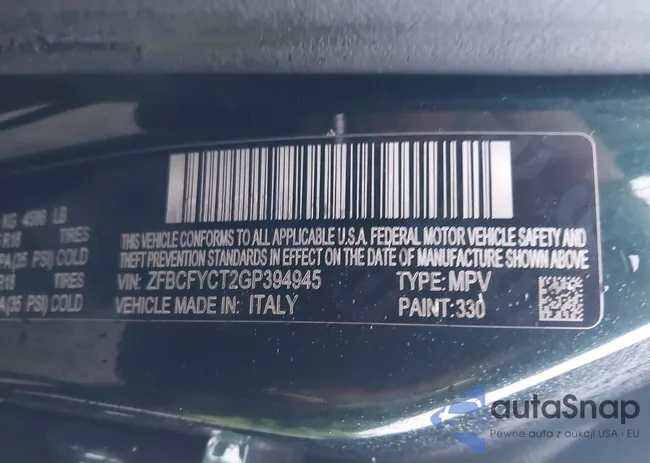 KG 4586 LB
R18 TIRES
PA(35 PSI) COLD
R18 TIRES
PA(35 PSI) COLD
THIS VEHICLE CONFORMS TO ALL APPLICABLE U.S.A. FEDERAL MOTOR VEHICLE SAFETY AND
THEFT PREVENTION STANDARDS IN EFFECT ON THE DATE OF MANUFACTURE SHOWN ABOVE
VIN: ZFBCFYCT2GP394945 TYPE: MPV
VEHICLE MADE IN: ITALY PAINT: 330
autaSnap
Pewne auta z aukcji USA - EU